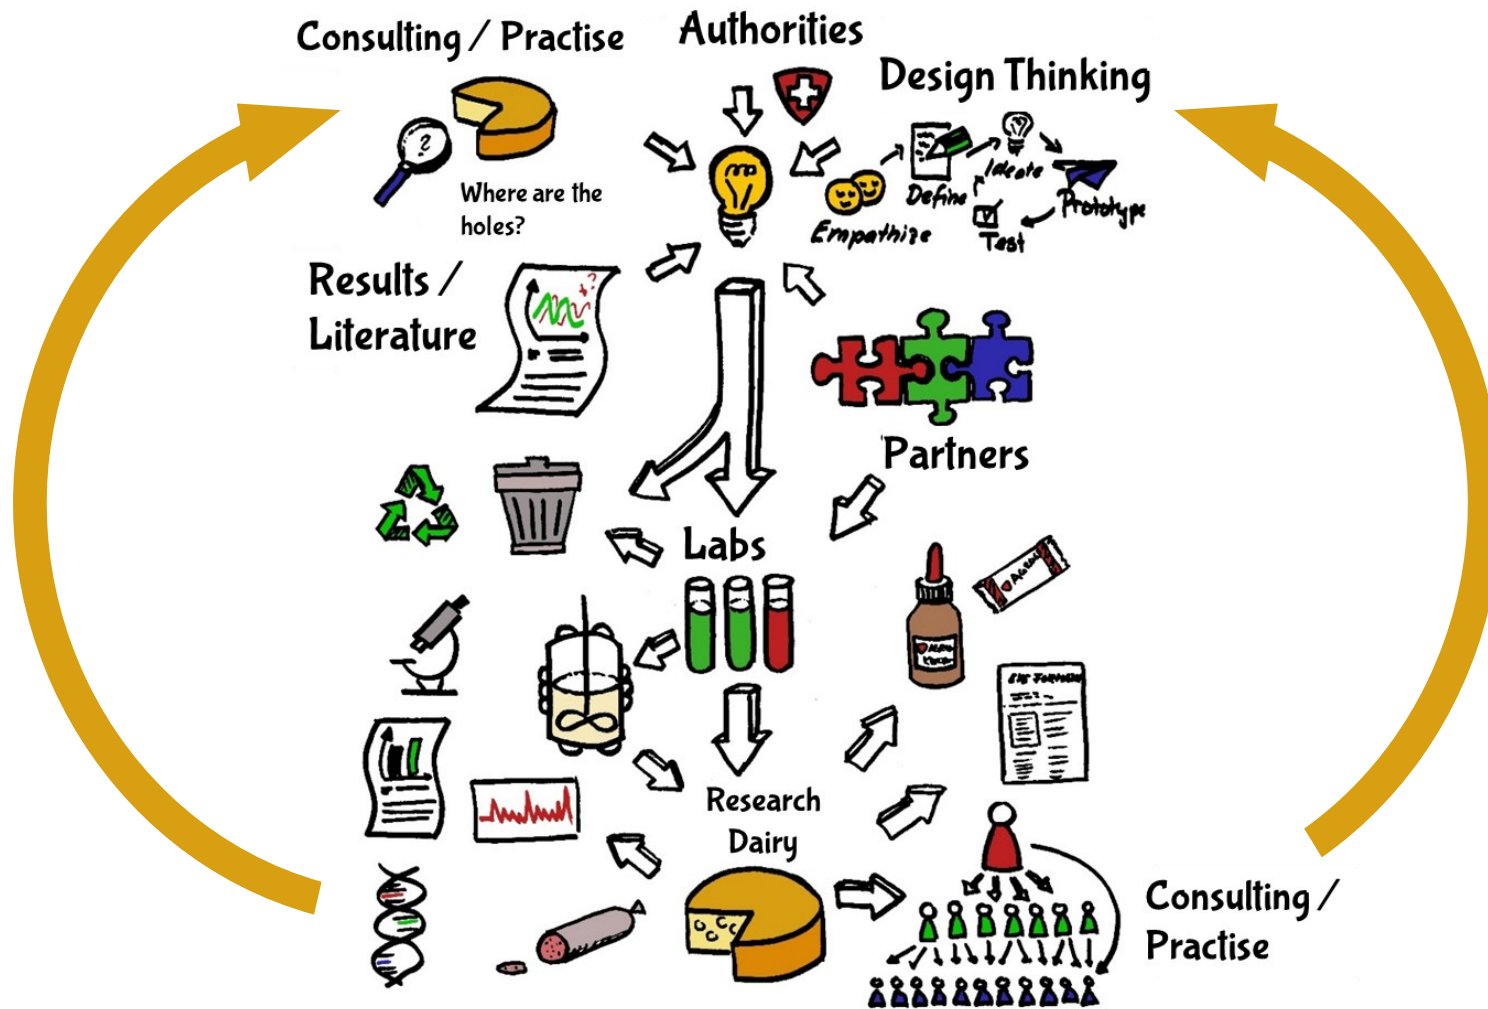 Consulting / Practise
Authorities
Design Thinking
?
Where are the
holes?
Empathize
Define
Ideate
Prototype
Test
Results /
Literature
?
Partners
Labs
Research
Dairy
Consulting /
Practise